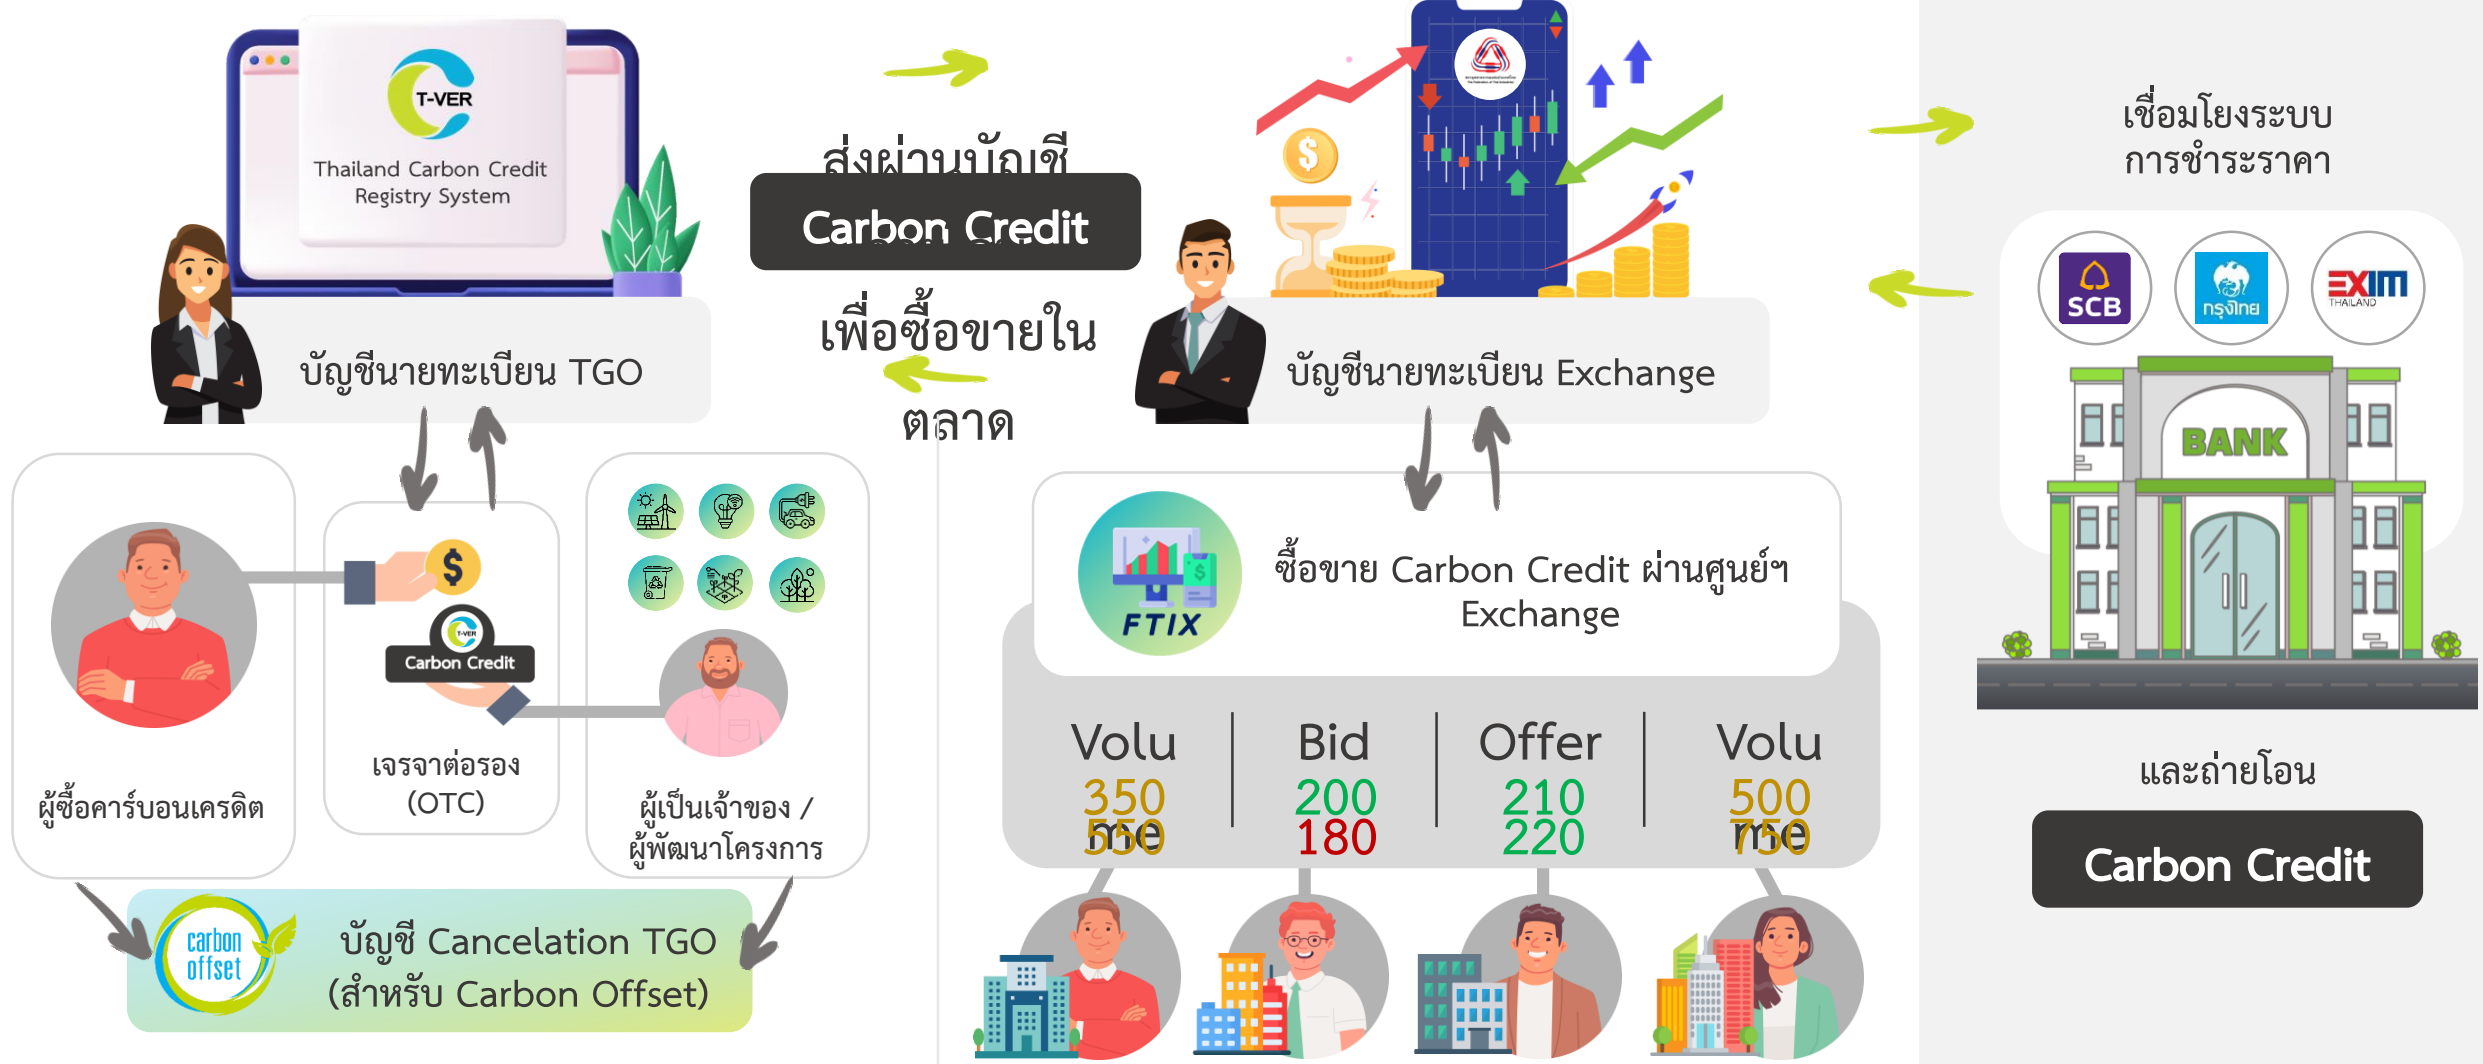 T-VER
Thailand Carbon Credit
Registry System
บัญชีนายทะเบียน TGO
ส่งผ่านบัญชี
Carbon Credit
เพื่อซื้อขายใน
ตลาด
บัญชีนายทะเบียน Exchange
เชื่อมโยงระบบ
การชำระราคา
SCB
กรุงไทย
EXIM
THAILAND
BANK
และถ่ายโอน
Carbon Credit
ผู้ซื้อคาร์บอนเครดิต
$
T-VER
Carbon Credit
เจรจาต่อรอง
(OTC)
ผู้เป็นเจ้าของ /
ผู้พัฒนาโครงการ
carbon
offset
บัญชี Cancelation TGO
(สำหรับ Carbon Offset)
FTIX
ซื้อขาย Carbon Credit ผ่านศูนย์ฯ
Exchange
Volu
me
Bid
Offer
Volu
me
350 200 210 500
550 180 220 750